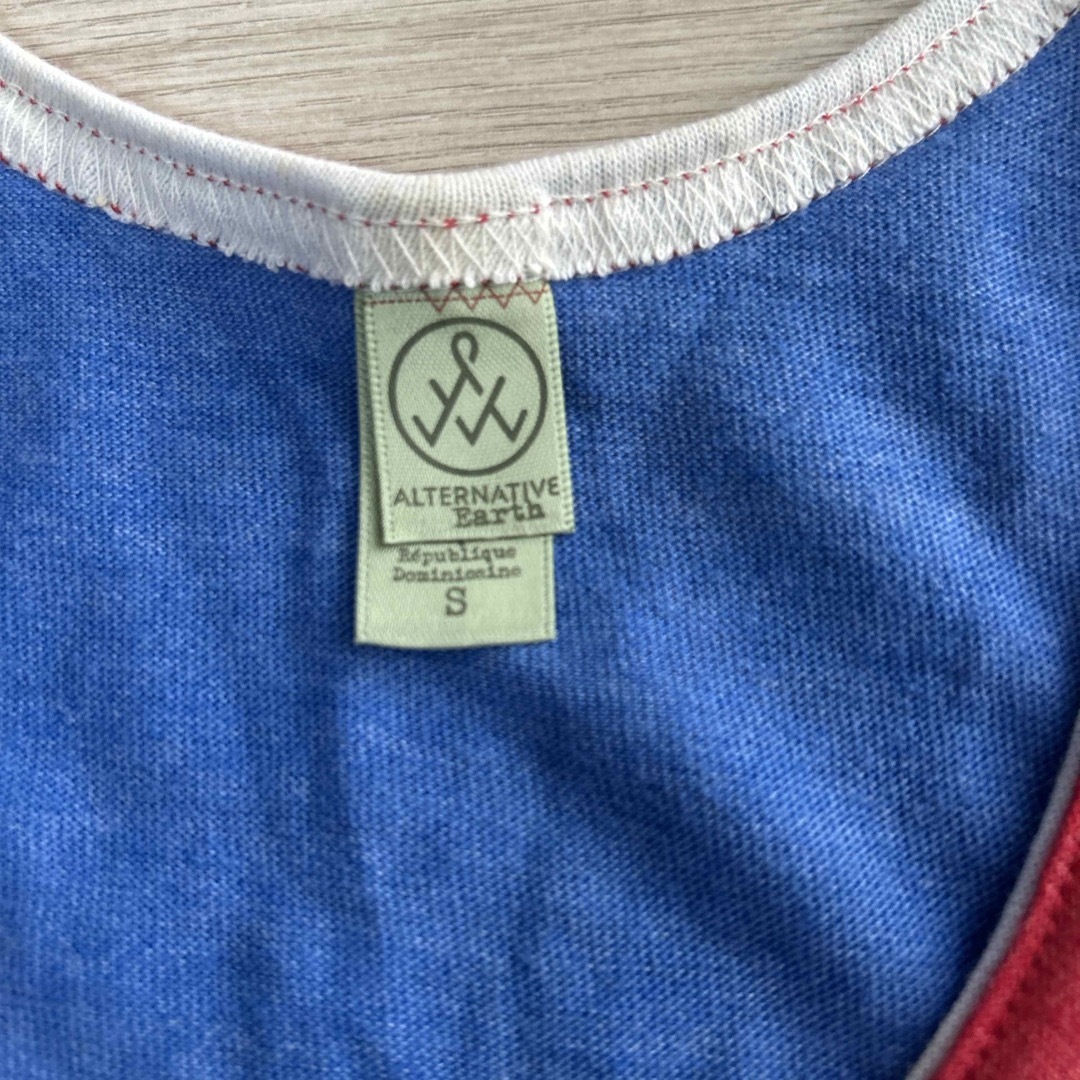 ALTERNATIVE
Earth
République
Dominicaine
S